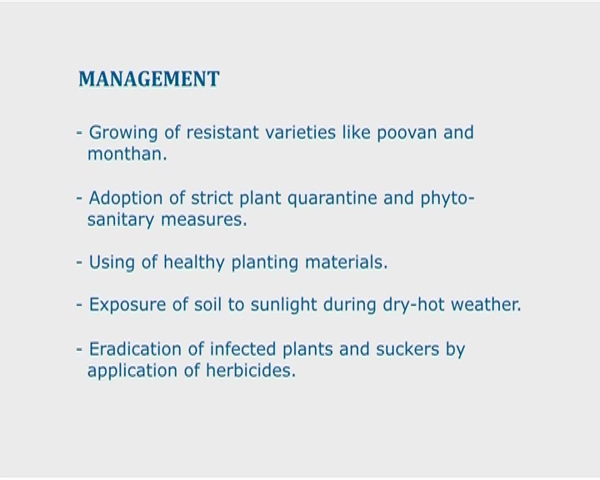 MANAGEMENT
- Growing of resistant varieties like poovan and
monthan.
- Adoption of strict plant quarantine and phyto-
sanitary measures.
- Using of healthy planting materials.
- Exposure of soil to sunlight during dry-hot weather.
- Eradication of infected plants and suckers by
application of herbicides.